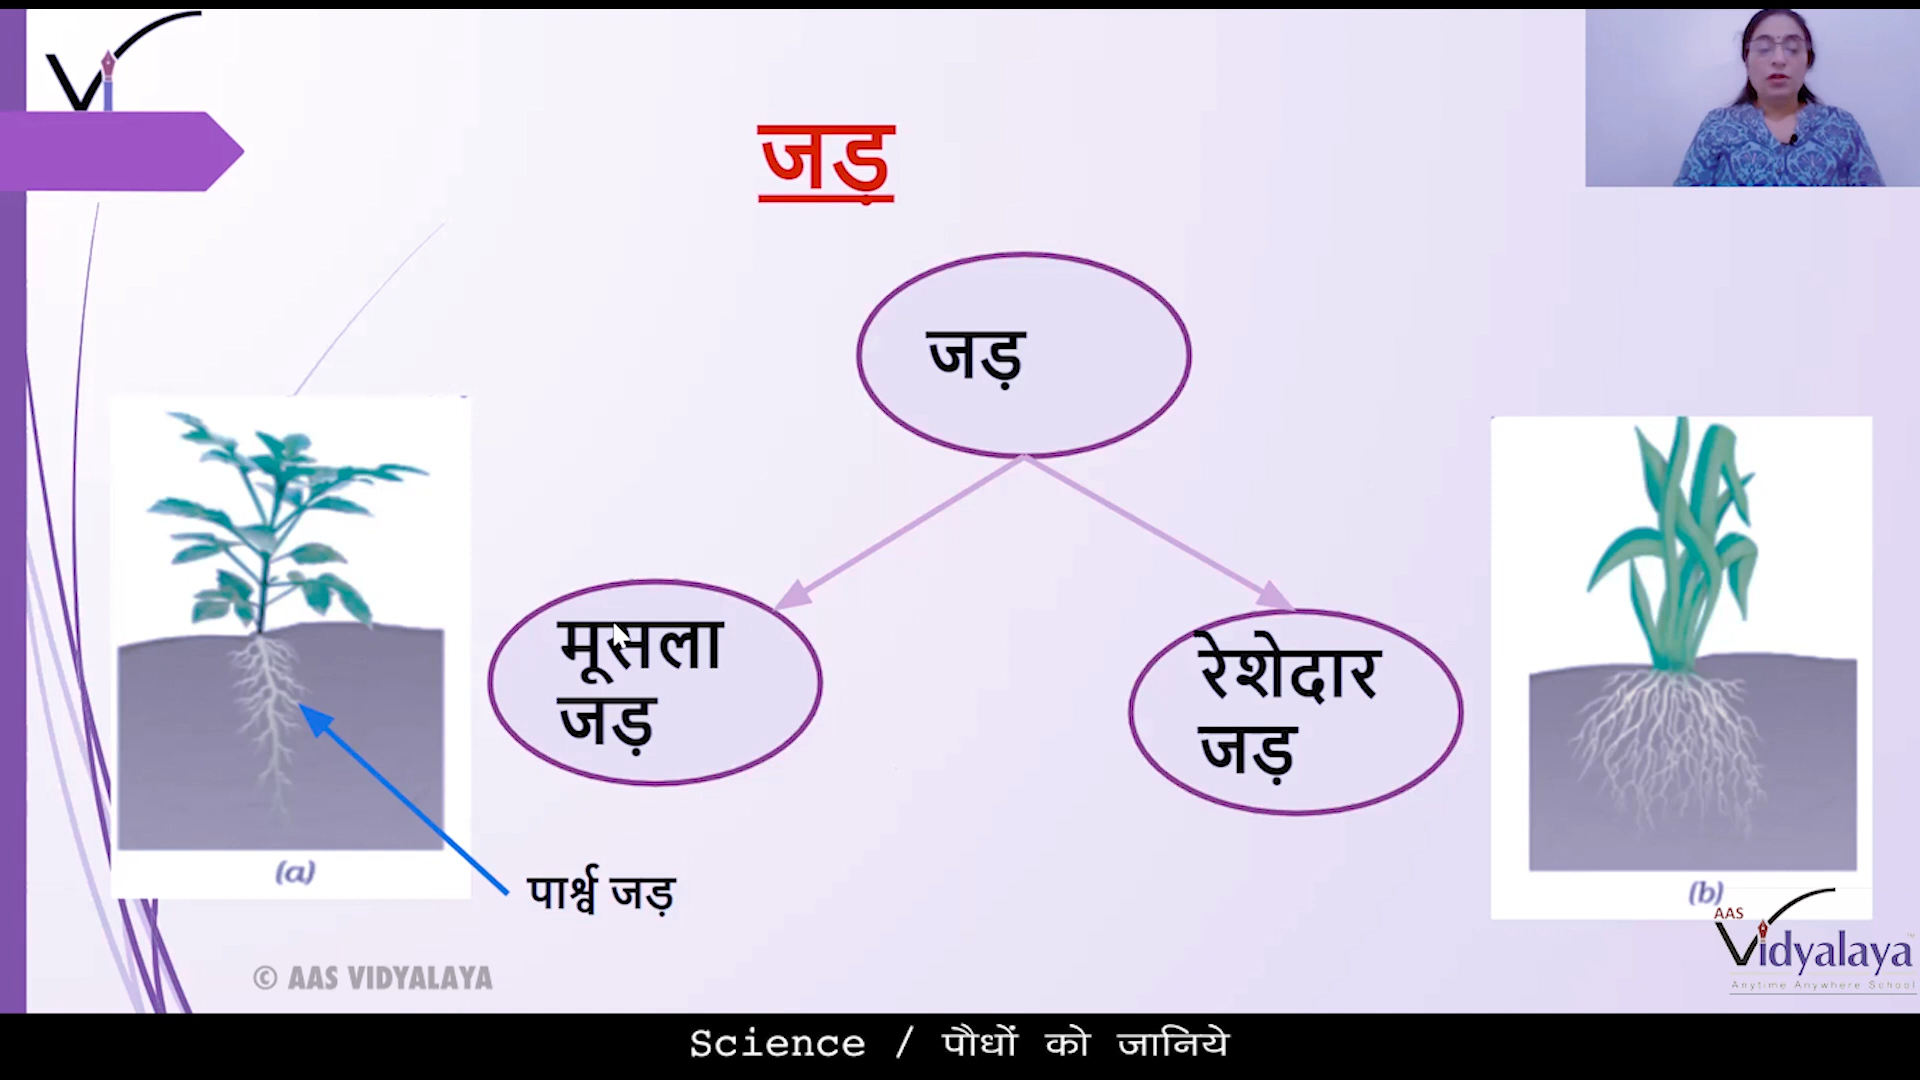 जड़
जड़
मूसला
जड़
रेशेदार
जड़
(a)
पार्श्व जड़
(b)
AAS
Vidyalaya
Anytime Anywhere School
© AAS VIDYALAYA
Science / पौधों को जानिये